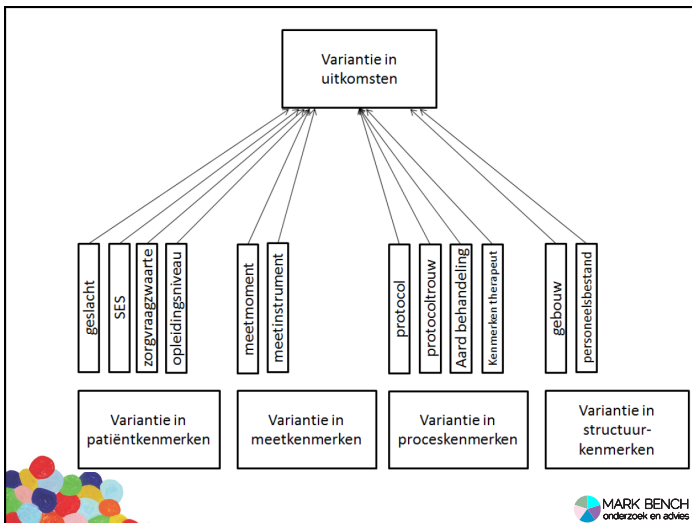 Variantie in
uitkomsten
geslacht
SES
zorgvraagzwaarte
opleidingsniveau
meetmoment
meetinstrument
protocol
protocoltrouw
Aard behandeling
Kenmerken therapeut
gebouw
personeelsbestand
Variantie in
patiëntkenmerken
Variantie in
meetkenmerken
Variantie in
proceskenmerken
Variantie in
structuur-
kenmerken
MARK BENCH
onderzoek en advies